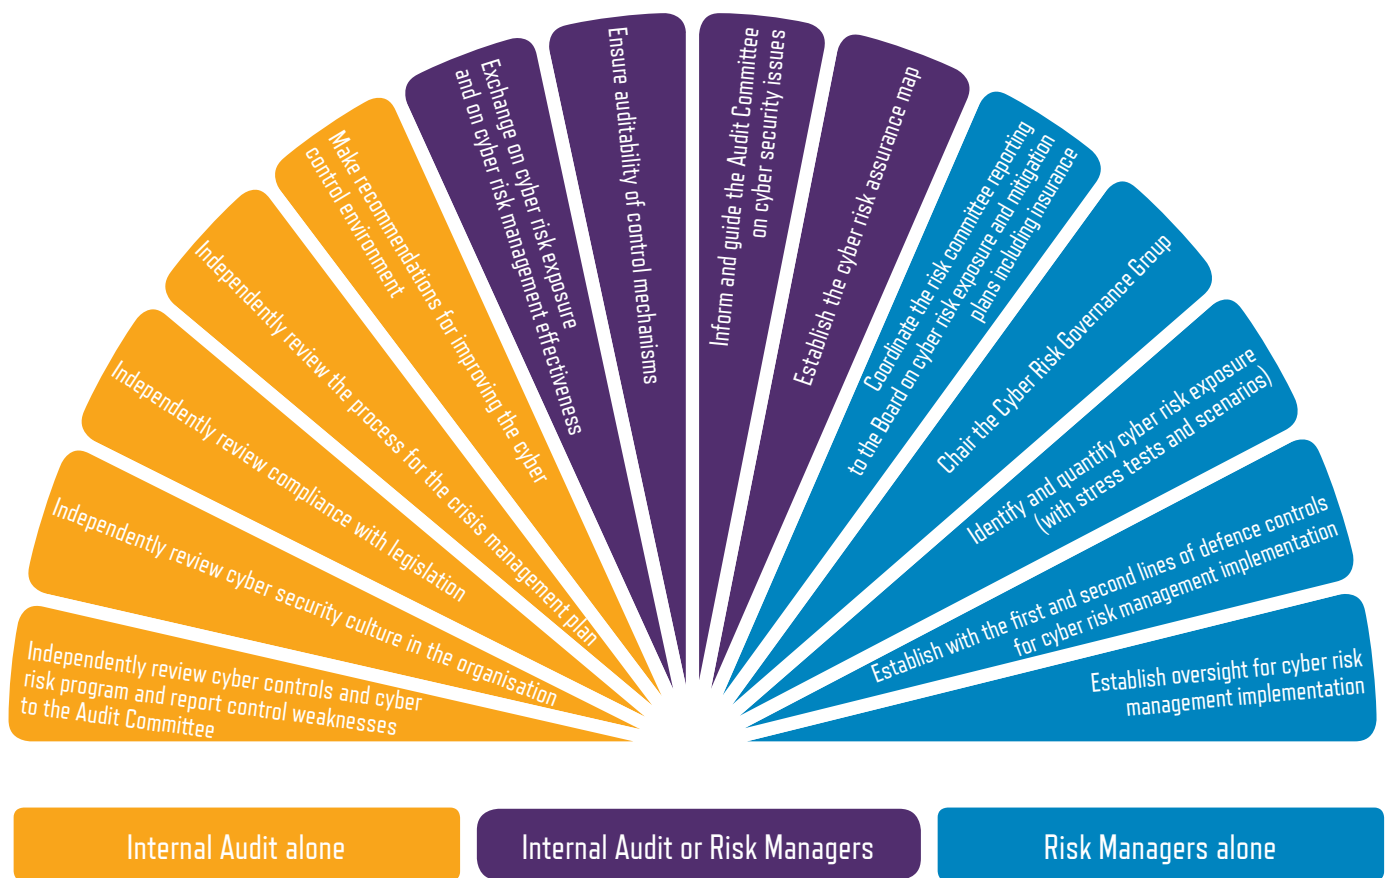 Independently review cyber controls and cyber
risk program and report control weaknesses
to the Audit Committee
Independently review cyber security culture in the organisation
Independently review compliance with legislation
Independently review the process for the crisis management plan
Make recommendations for improving the cyber
control environment
Exchange on cyber risk exposure
and on cyber risk management effectiveness
Ensure auditability of control mechanisms
Inform and guide the Audit Committee
on cyber security issues
Establish the cyber risk assurance map
Coordinate the risk committee reporting
to the Board on cyber risk exposure and mitigation
plans including insurance
Chair the Cyber Risk Governance Group
Identify and quantify cyber risk exposure
(with stress tests and scenarios)
Establish with the first and second lines of defence controls
for cyber risk management implementation
Establish oversight for cyber risk
management implementation
Internal Audit alone
Internal Audit or Risk Managers
Risk Managers alone